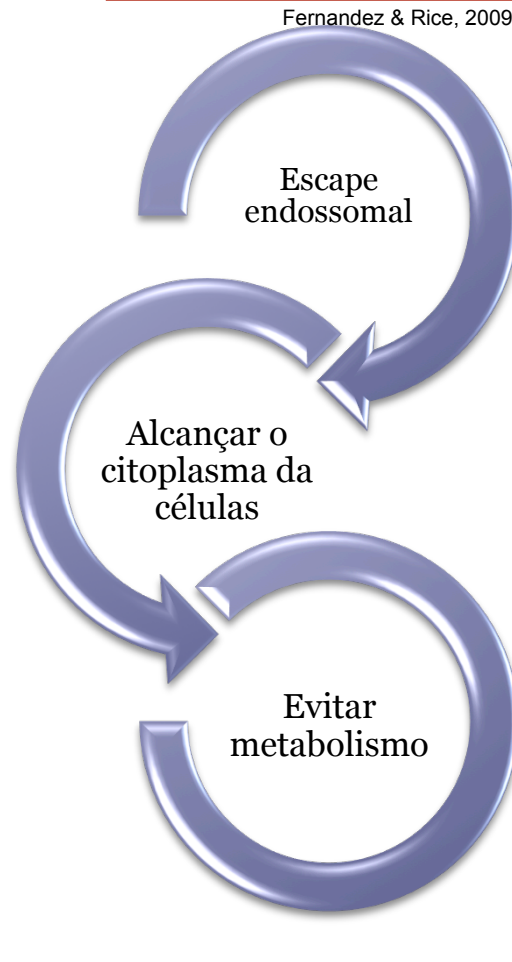 Fernandez & Rice, 2009
Escape
endossomal
Alcançar o
citoplasma da
células
Evitar
metabolismo